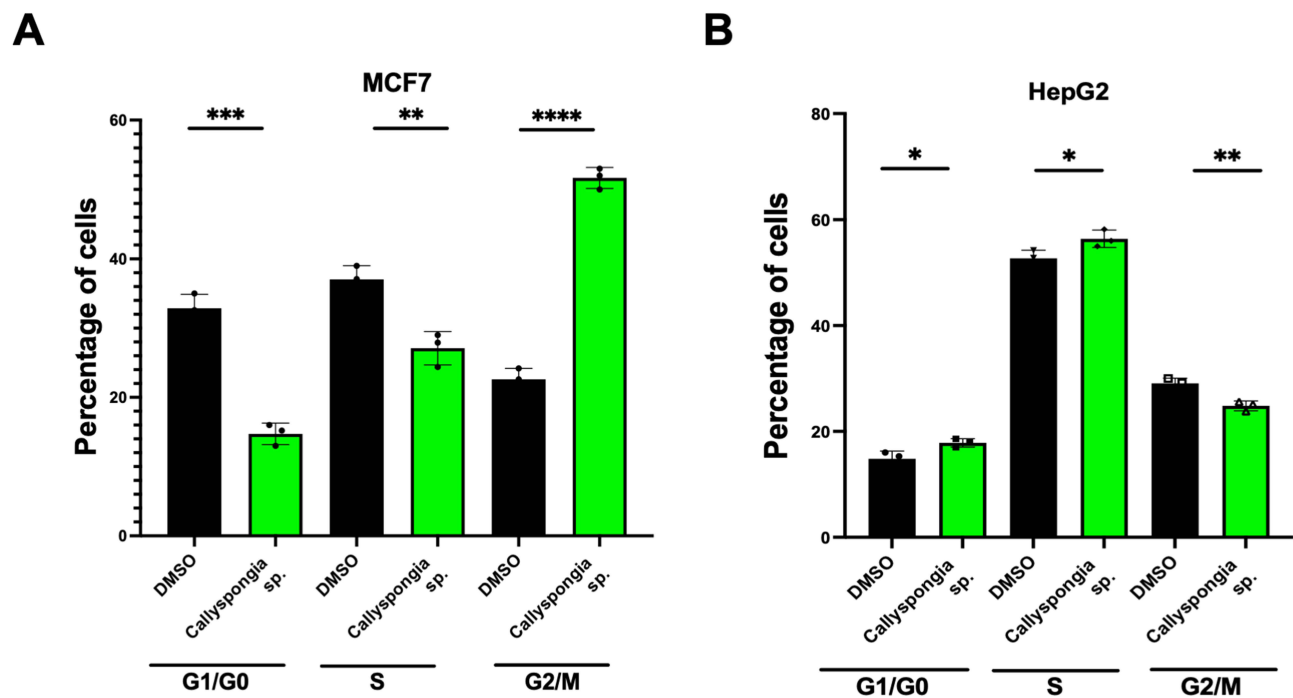 A
MCF7
Percentage of cells
60
40
20
0
***
**
****
DMSO
Callyspongia
sp.
DMSO
Callyspongia
sp.
DMSO
Callyspongia
sp.
G1/G0
S
G2/M
B
HepG2
Percentage of cells
80
60
40
20
0
*
*
**
DMSO
Callyspongia
sp.
DMSO
Callyspongia
sp.
DMSO
Callyspongia
sp.
G1/G0
S
G2/M